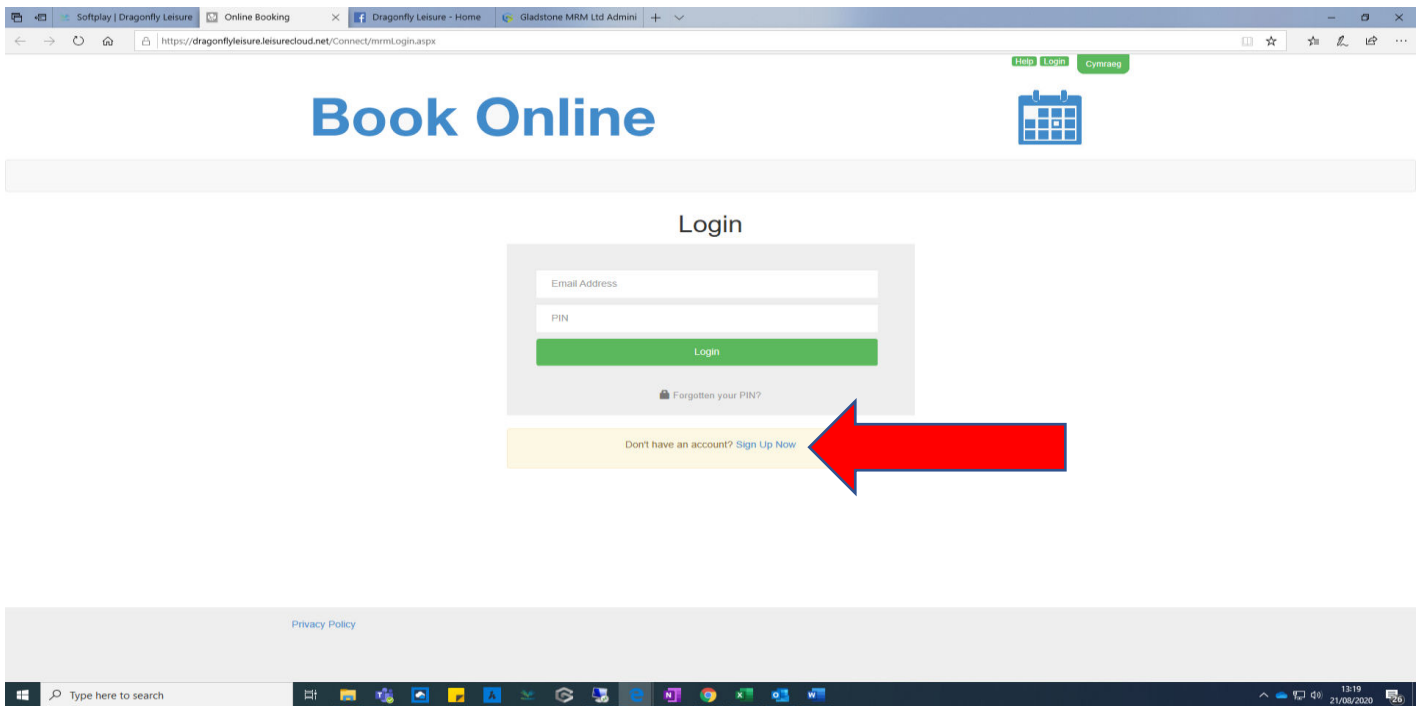 Softplay | Dragonfly Leisure
Online Booking
Dragonfly Leisure - Home
Gladstone MRM Ltd Admini
https://dragonflyleisure.leisurecloud.net/Connect/mrmLogin.aspx
Help Login Cymraeg
Book Online
Login
Email Address
PIN
Login
Forgotten your PIN?
Don't have an account? Sign Up Now
Privacy Policy
Type here to search
13:19
21/08/2020
26